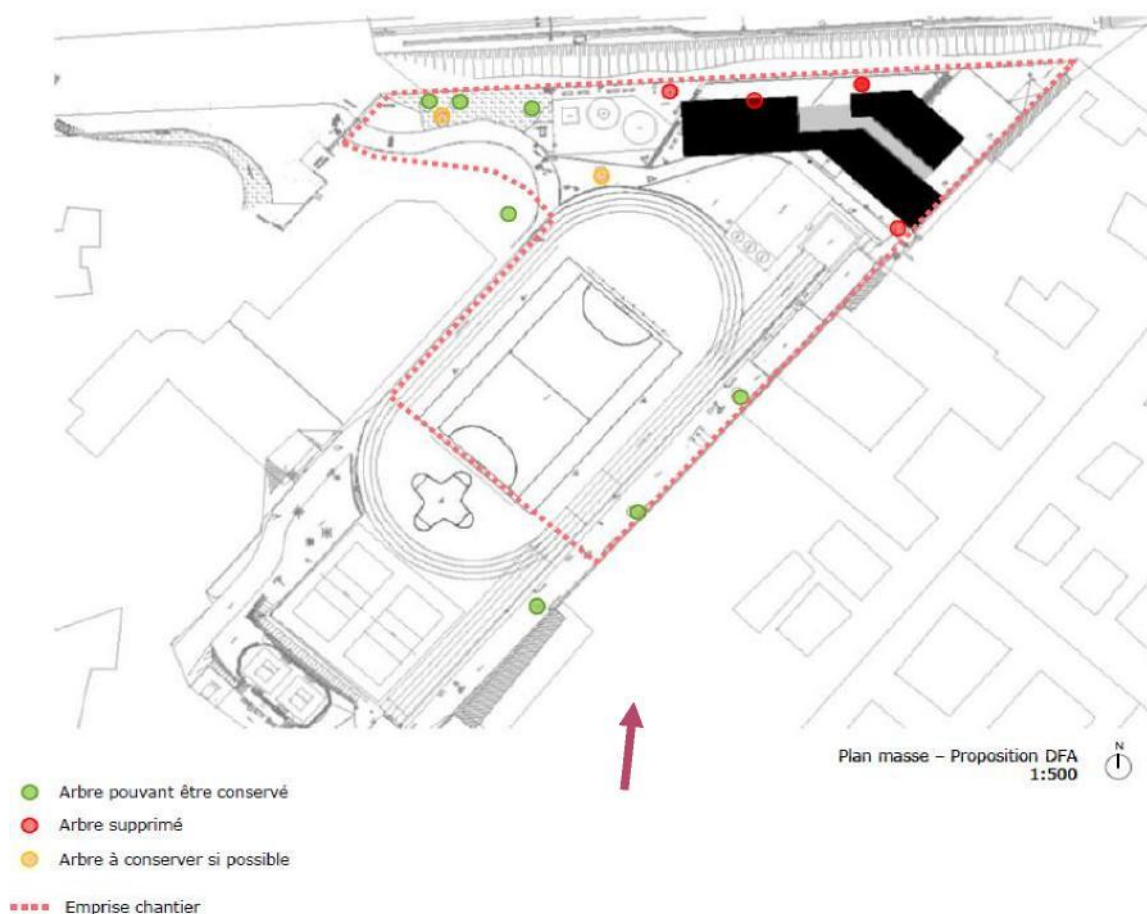 Plan masse – Proposition DFA
1:500
N
Arbre pouvant être conservé
Arbre supprimé
Arbre à conserver si possible
Emprise chantier